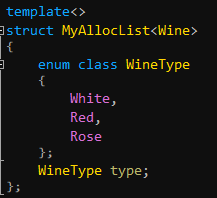 template<>
struct MyAllocList<Wine>
{
    enum class WineType
    {
        White,
        Red,
        Rose
    };
    WineType type;
};